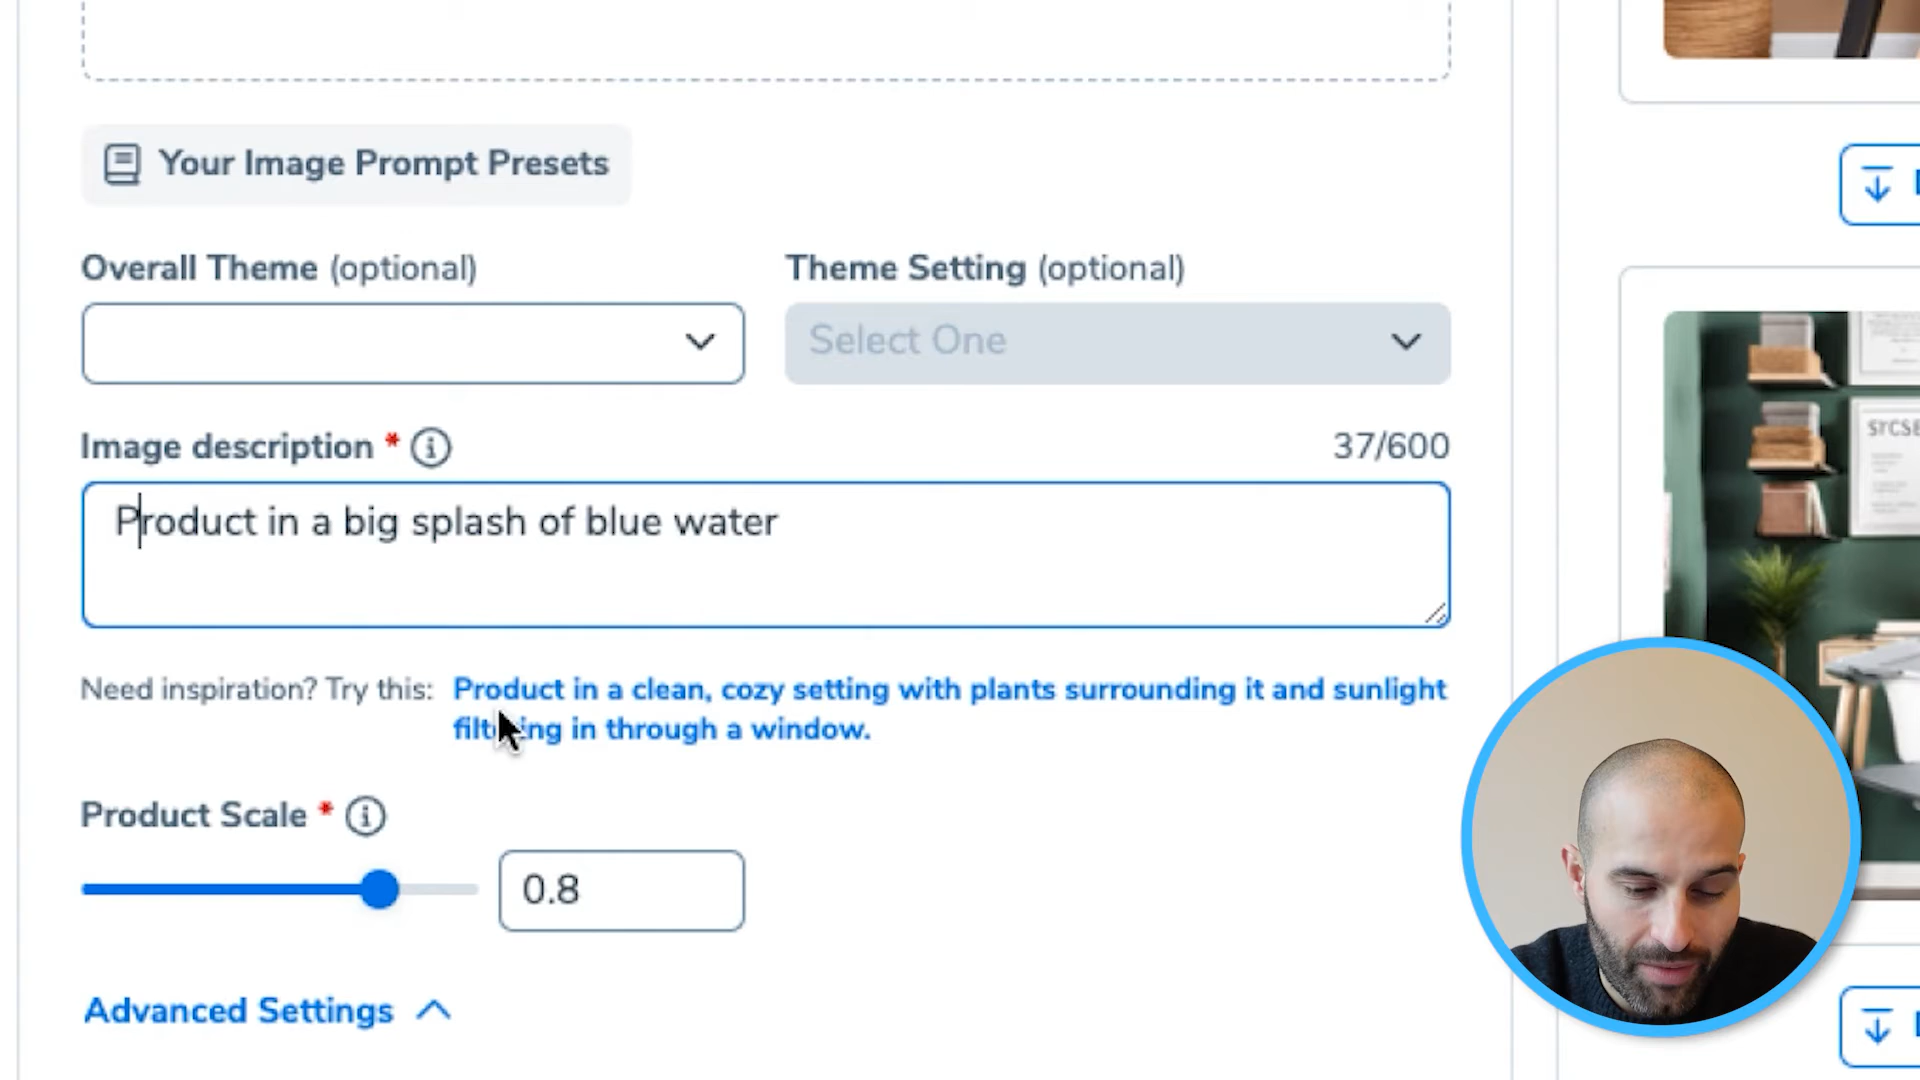 Your Image Prompt Presets
Overall Theme (optional)
Theme Setting (optional)
Select One
Image description * 37/600
Product in a big splash of blue water
Need inspiration? Try this: Product in a clean, cozy setting with plants surrounding it and sunlight
filtering in through a window.
Product Scale *
0.8
Advanced Settings